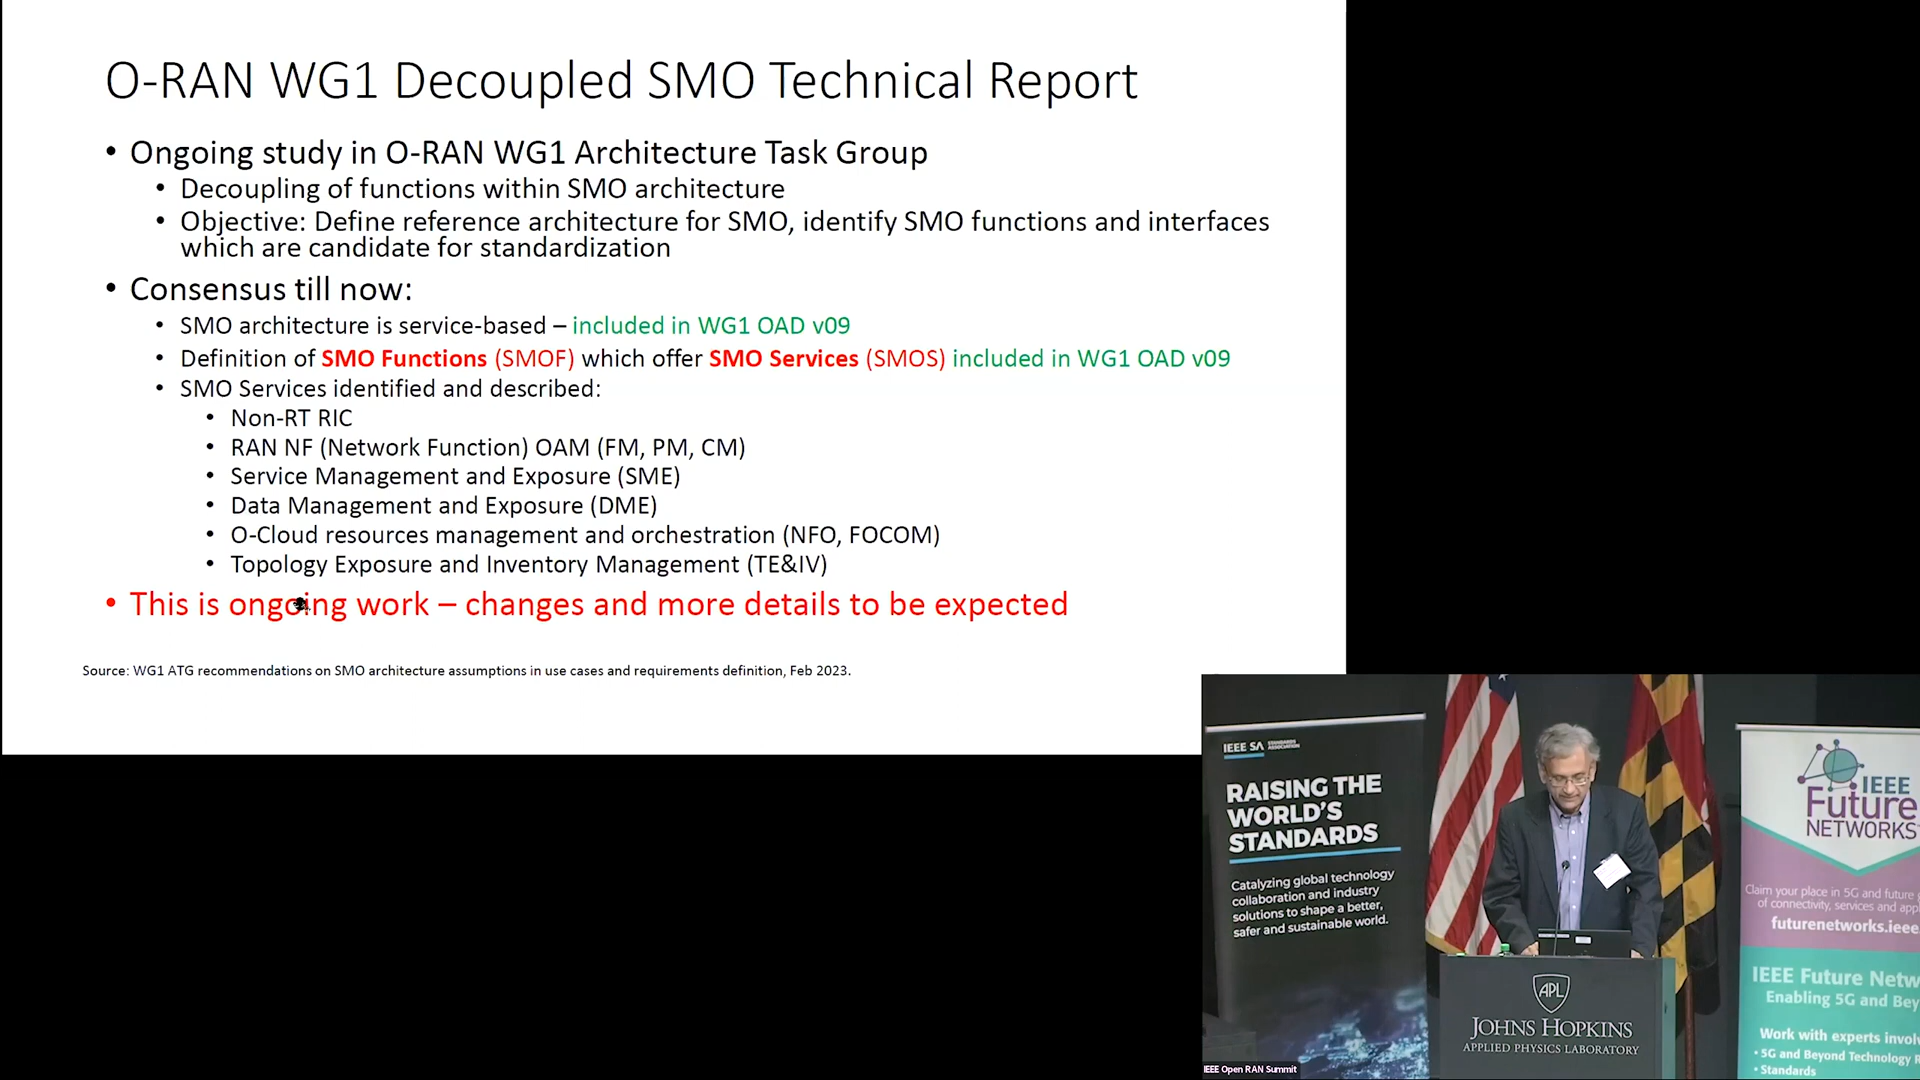 O-RAN WG1 Decoupled SMO Technical Report
• Ongoing study in O-RAN WG1 Architecture Task Group
• Decoupling of functions within SMO architecture
• Objective: Define reference architecture for SMO, identify SMO functions and interfaces
which are candidate for standardization
• Consensus till now:
• SMO architecture is service-based – included in WG1 OAD v09
• Definition of SMO Functions (SMOF) which offer SMO Services (SMOS) included in WG1 OAD v09
• SMO Services identified and described:
• Non-RT RIC
• RAN NF (Network Function) OAM (FM, PM, CM)
• Service Management and Exposure (SME)
• Data Management and Exposure (DME)
• O-Cloud resources management and orchestration (NFO, FOCOM)
• Topology Exposure and Inventory Management (TE&IV)
• This is ongoing work – changes and more details to be expected
Source: WG1 ATG recommendations on SMO architecture assumptions in use cases and requirements definition, Feb 2023.
IEEE SA STANDARDS ASSOCIATION
RAISING THE
WORLD'S
STANDARDS
Catalyzing global technology
collaboration and industry
solutions to shape a better,
safer and sustainable world.
IEEE Open RAN Summit
APL
JOHNS HOPKINS
APPLIED PHYSICS LABORATORY
IEEE
Future
NETWORKS
Claim your place in 5G and future
of connectivity, services and
futurenetworks.ieee
IEEE Future
Enabling 5G and
Work with experts
• 5G and Beyond Technology
• Standards